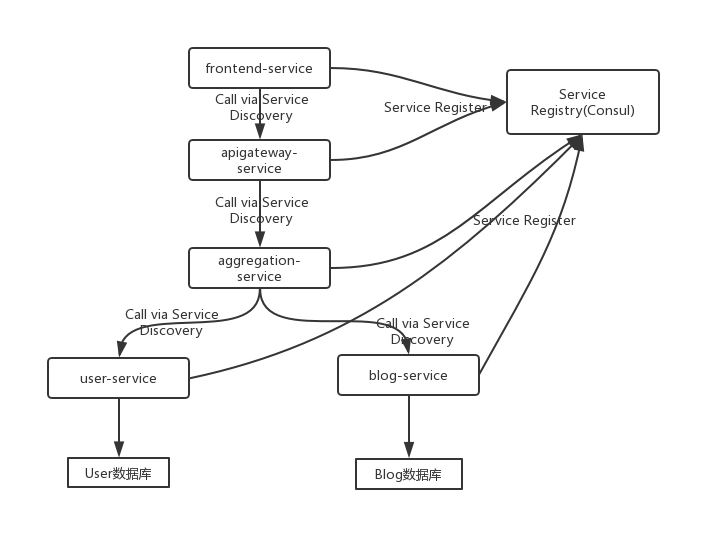 frontend-service
Service
Registry(Consul)
Call via Service
Discovery
Service Register
apigateway-
service
Call via Service
Discovery
Service Register
aggregation-
service
Call via Service
Discovery
Call via Service
Discovery
user-service
blog-service
User数据库
Blog数据库